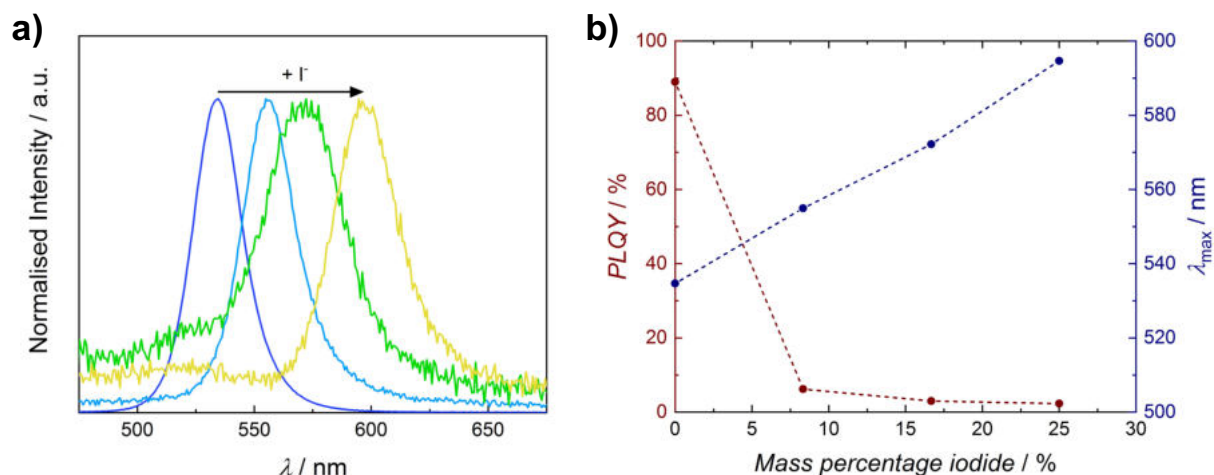 a)
+ I⁻
Normalised Intensity / a.u.
500
550
600
650
λ / nm
b)
100
80
60
40
20
0
PLQY / %
0
5
10
15
20
25
30
Mass percentage iodide / %
600
580
560
540
520
500
λmax / nm